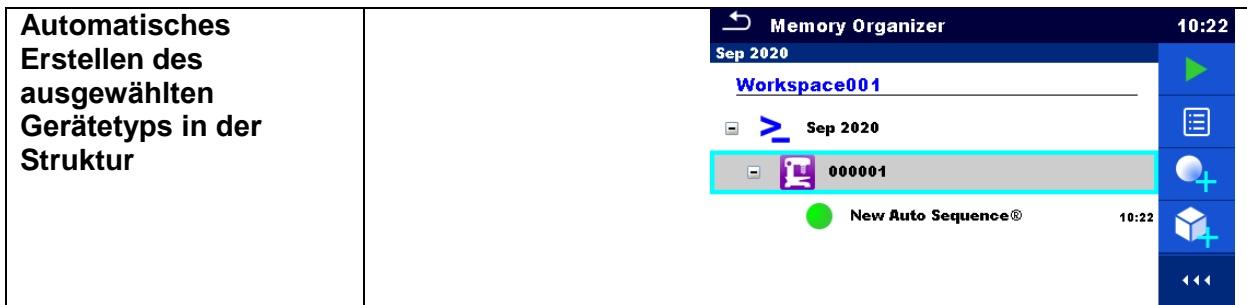 Automatisches
Erstellen des
ausgewählten
Gerätetyps in der
Struktur
Memory Organizer 10:22
Sep 2020
Workspace001
Sep 2020
000001
New Auto Sequence® 10:22